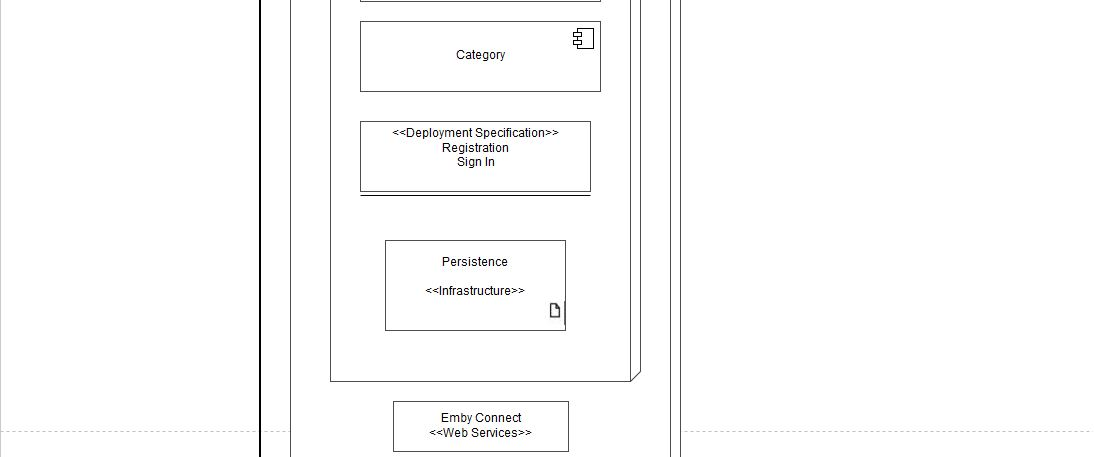 Category
<<Deployment Specification>>
Registration
Sign In
Persistence
<<Infrastructure>>
Emby Connect
<<Web Services>>